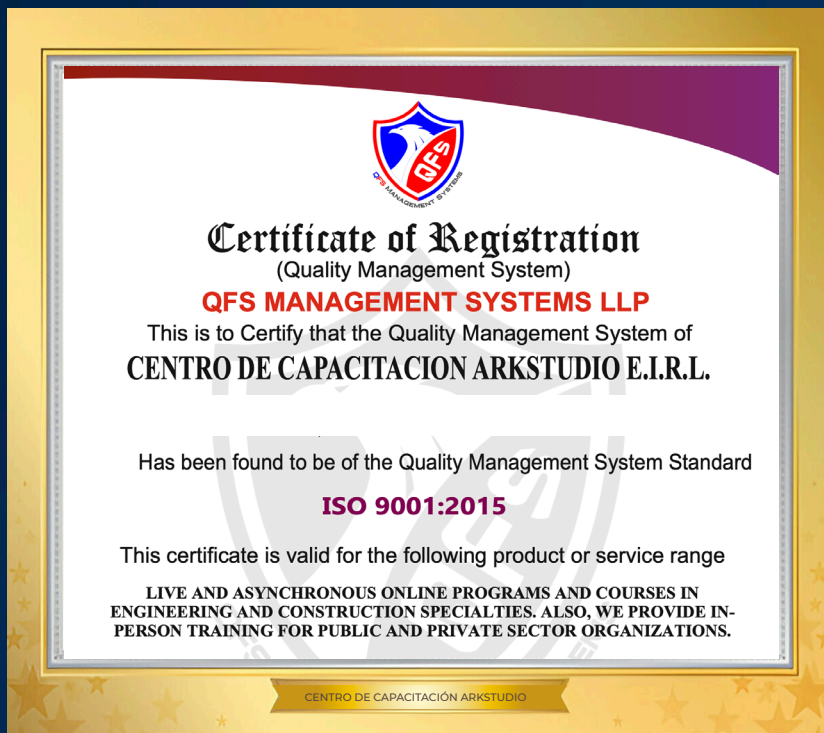 QFS
QFS MANAGEMENT SYSTEMS
Certificate of Registration
(Quality Management System)
QFS MANAGEMENT SYSTEMS LLP
This is to Certify that the Quality Management System of
CENTRO DE CAPACITACION ARKSTUDIO E.I.R.L.
Has been found to be of the Quality Management System Standard
ISO 9001:2015
This certificate is valid for the following product or service range
LIVE AND ASYNCHRONOUS ONLINE PROGRAMS AND COURSES IN
ENGINEERING AND CONSTRUCTION SPECIALTIES. ALSO, WE PROVIDE IN-
PERSON TRAINING FOR PUBLIC AND PRIVATE SECTOR ORGANIZATIONS.
CENTRO DE CAPACITACIÓN ARKSTUDIO